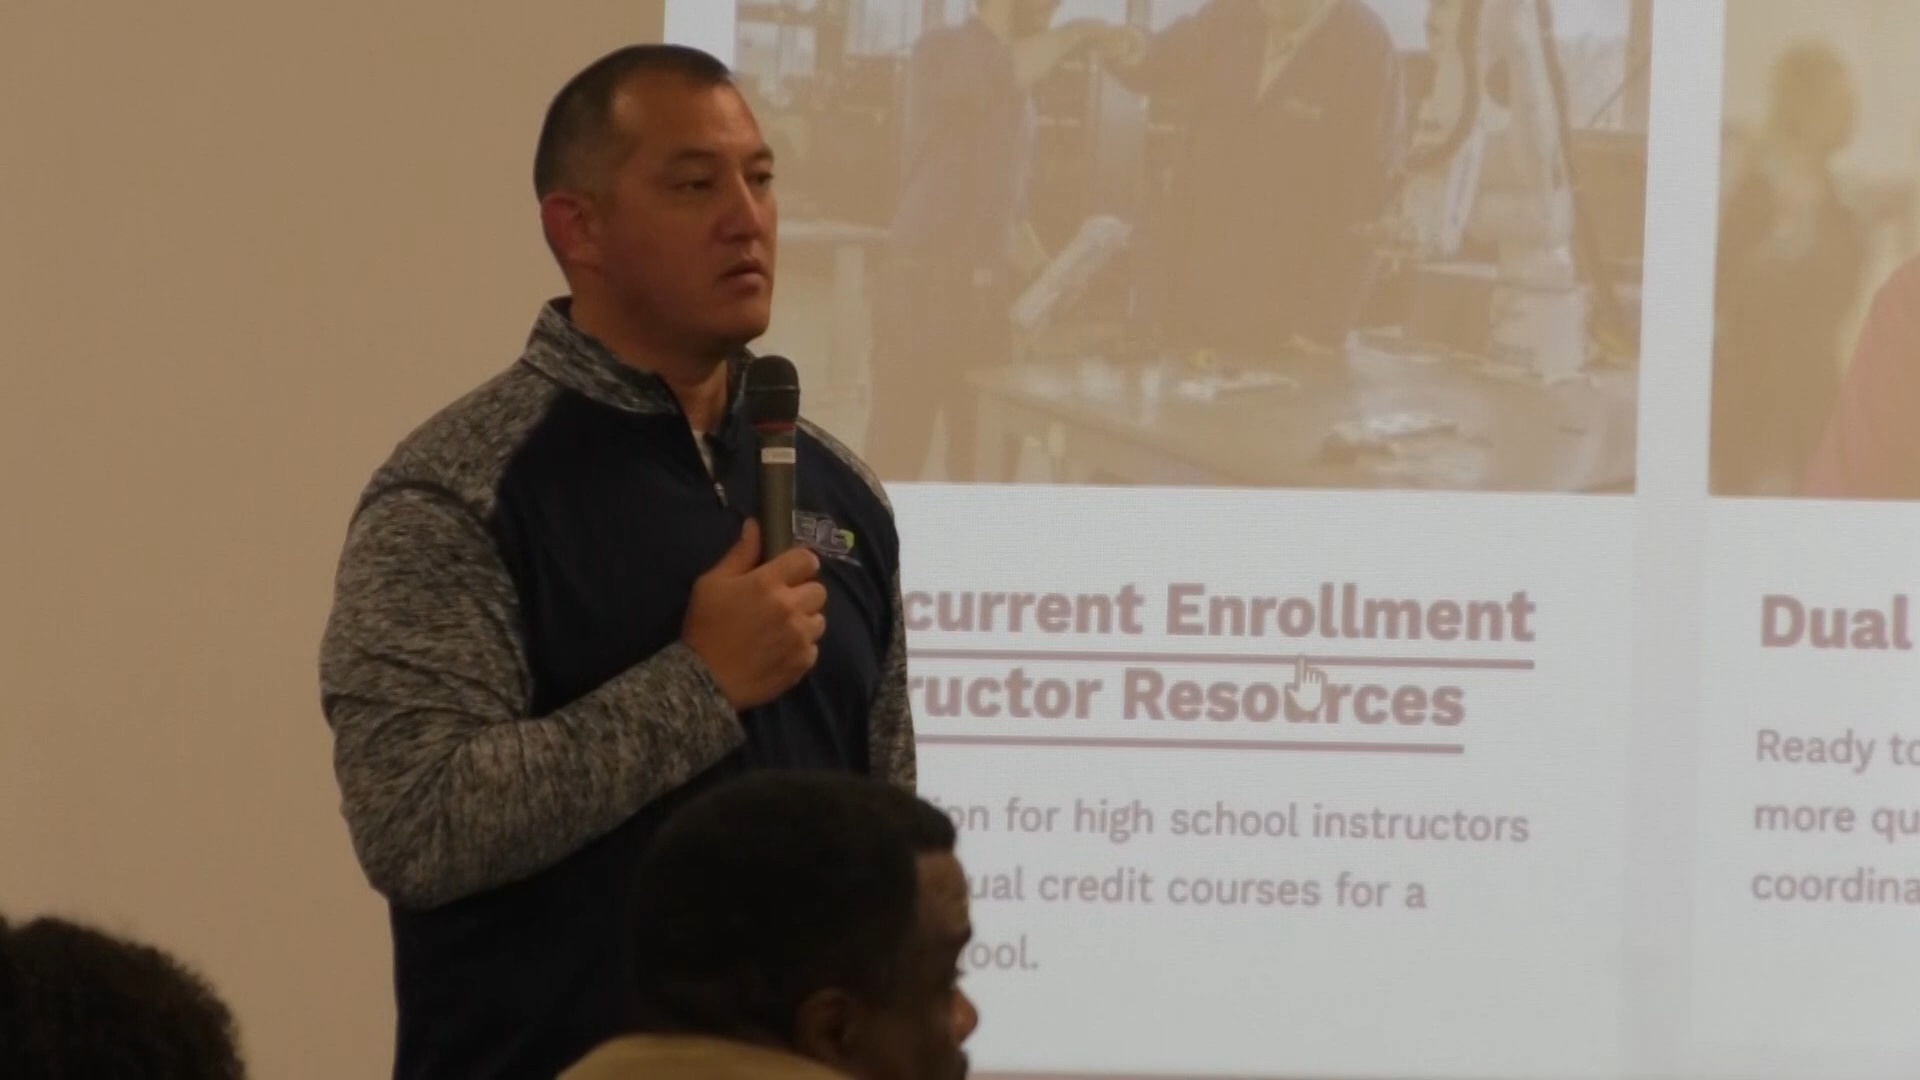 current Enrollment
ructor Resources
ion for high school instructors
ual credit courses for a
ool.
Dual
Ready to
more qu
coordina